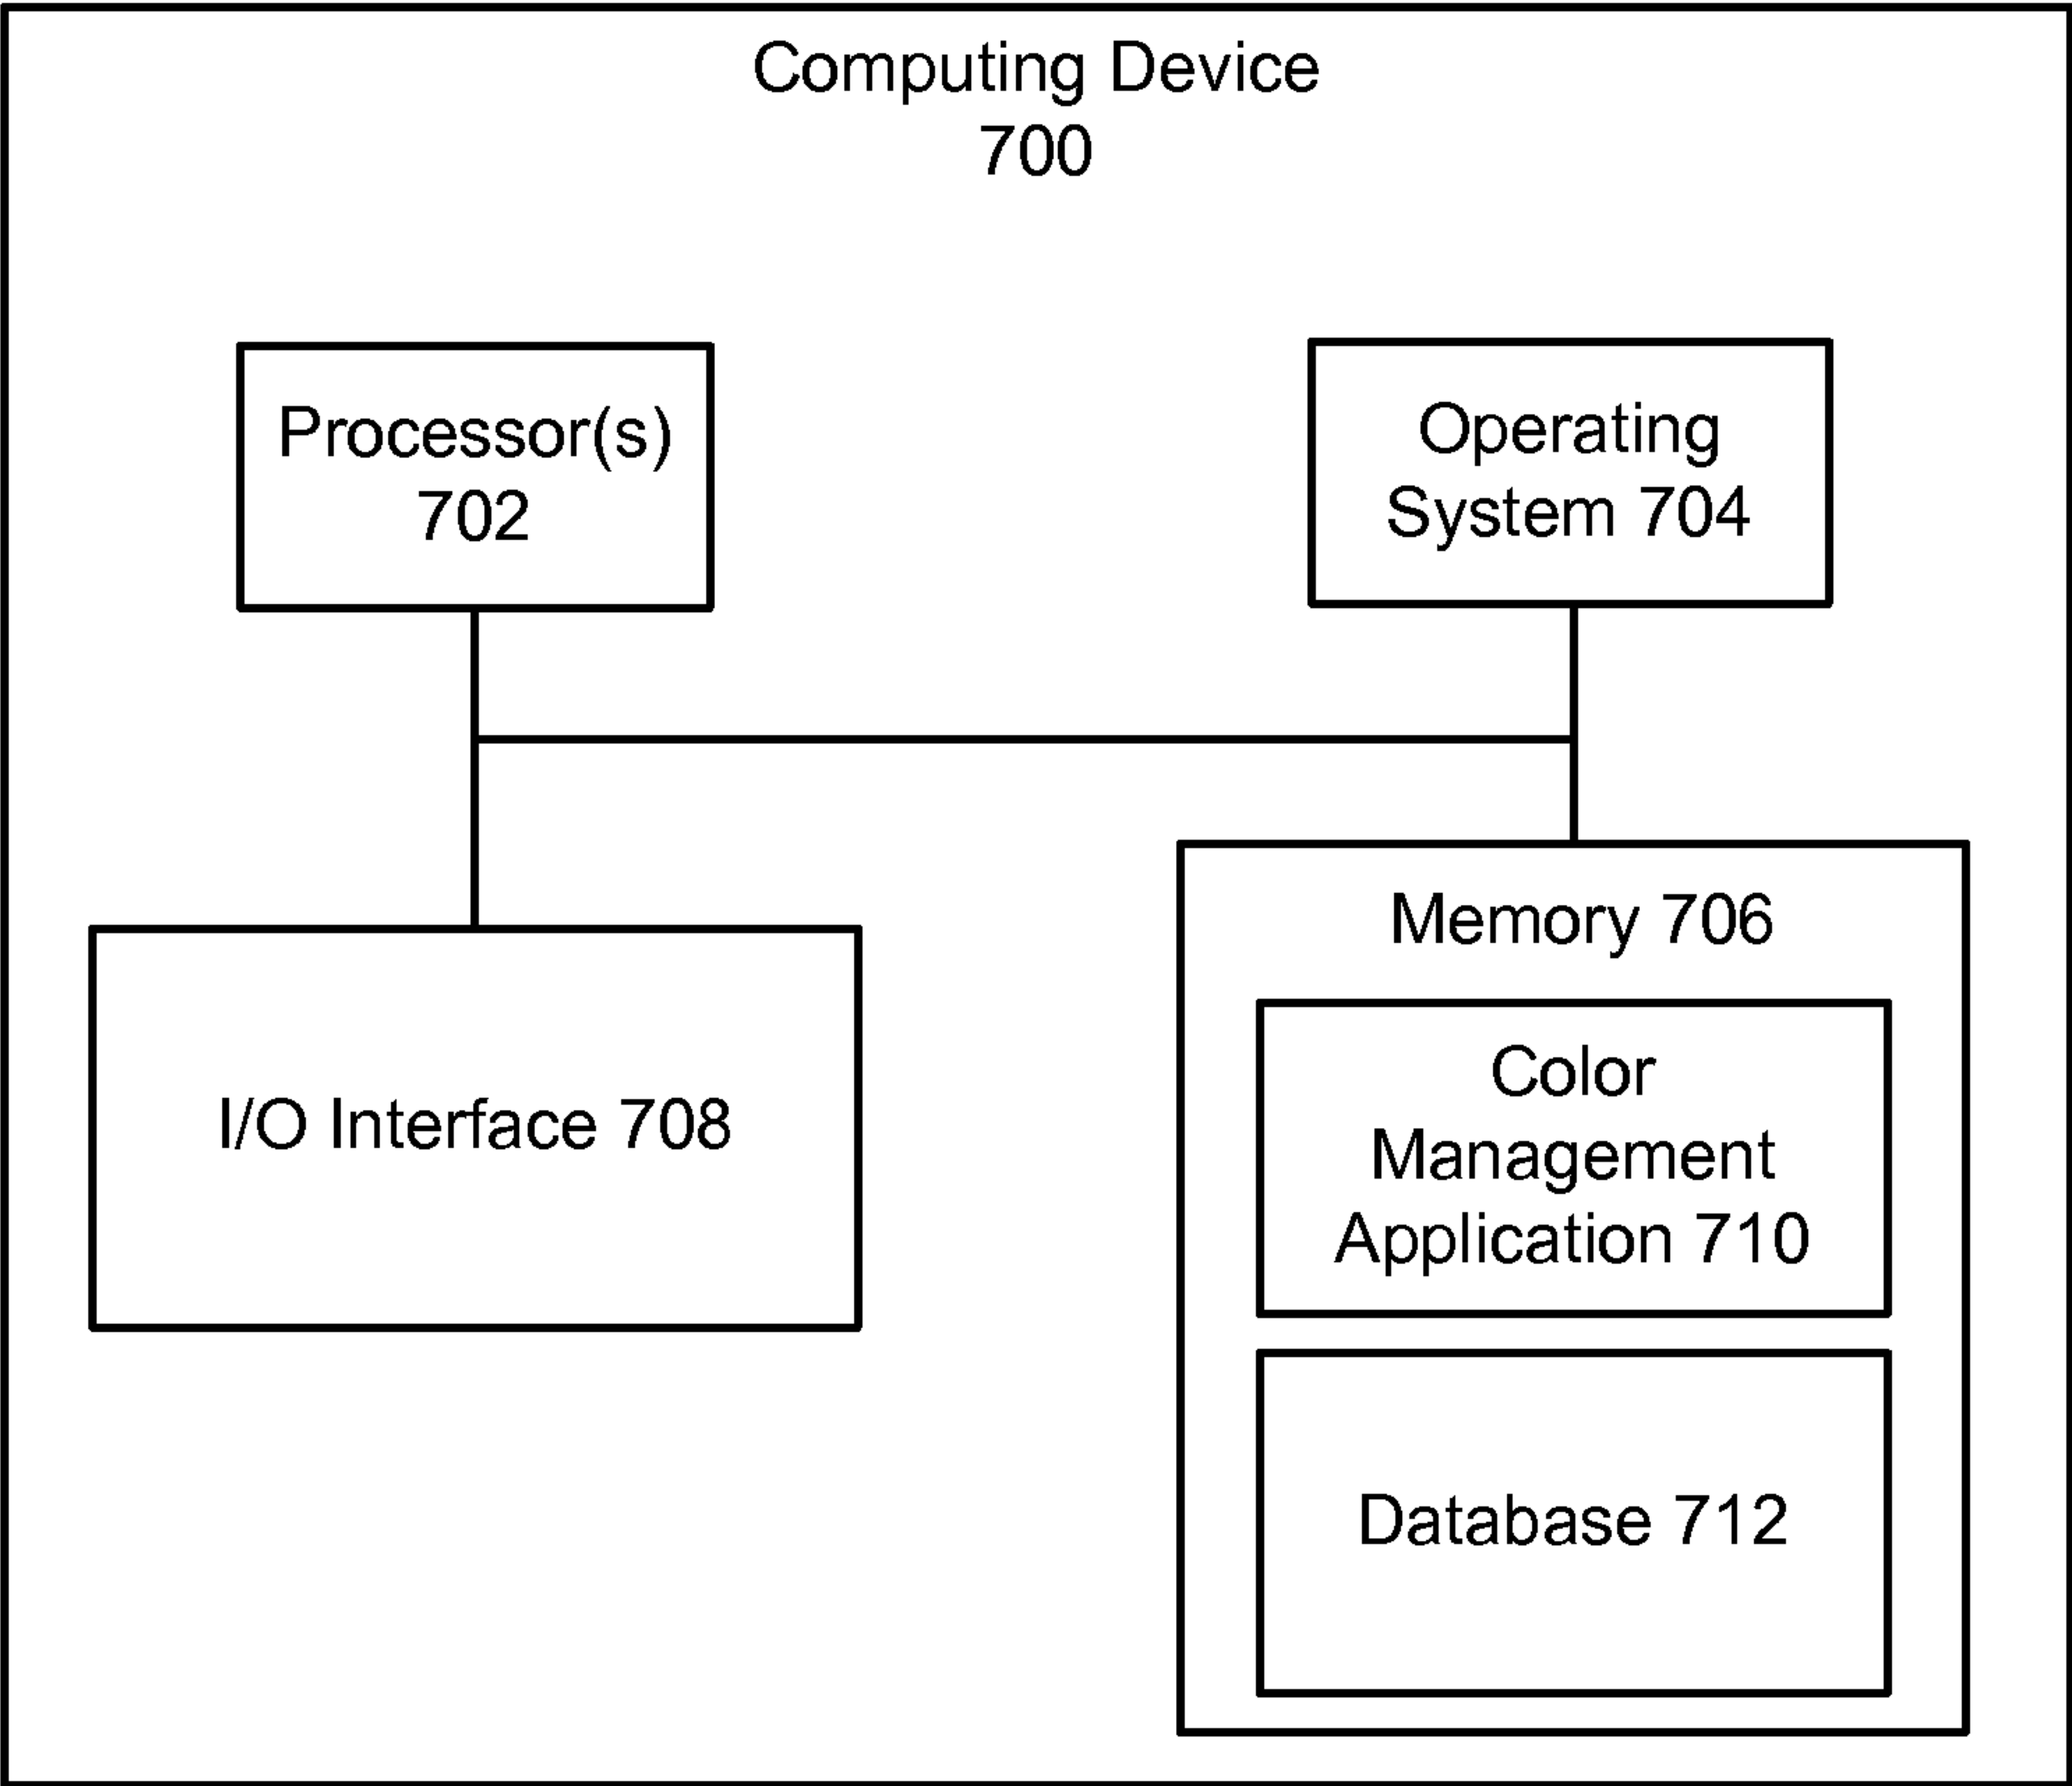 Computing Device
700
Processor(s)
702
Operating
System 704
I/O Interface 708
Memory 706
Color
Management
Application 710
Database 712